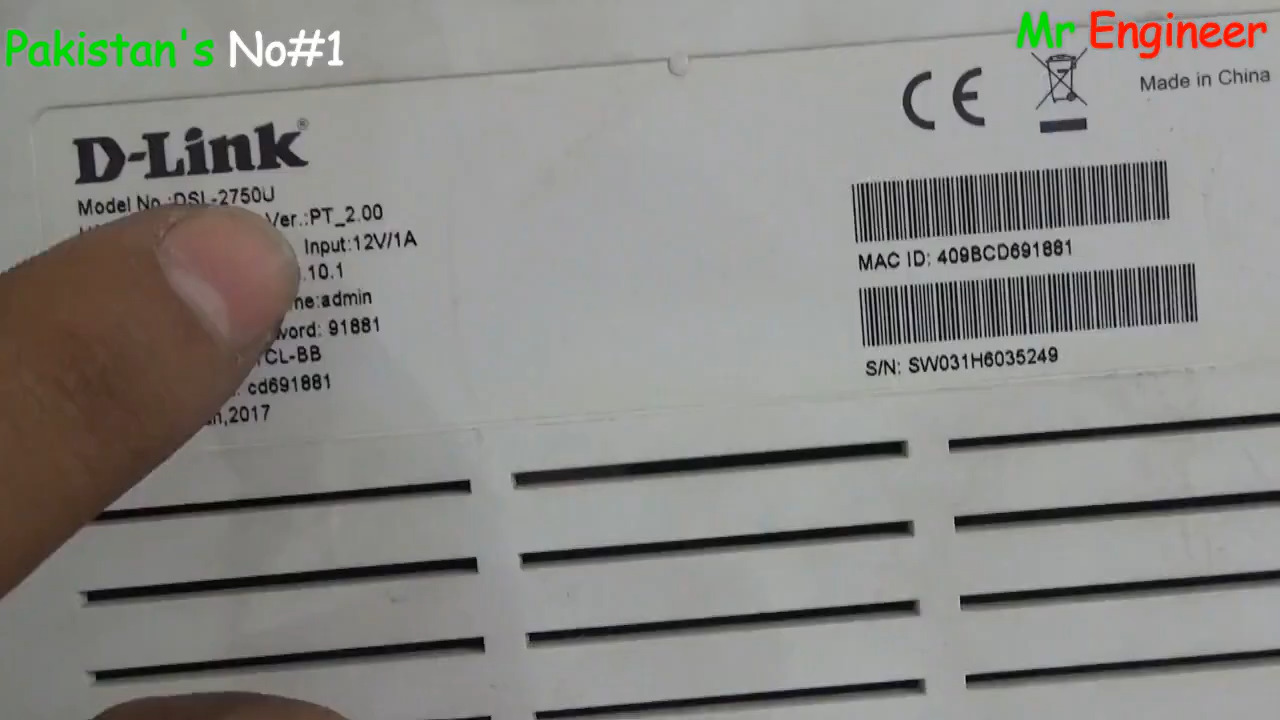 Pakistan's No#1
Mr Engineer
D-Link®
Model No.:DSL-2750U
Ver.:PT_2.00
Input:12V/1A
.10.1
ne:admin
word: 91881
CL-BB
cd691881
,2017
CE
Made in China
MAC ID: 409BCD691881
S/N: SW031H6035249